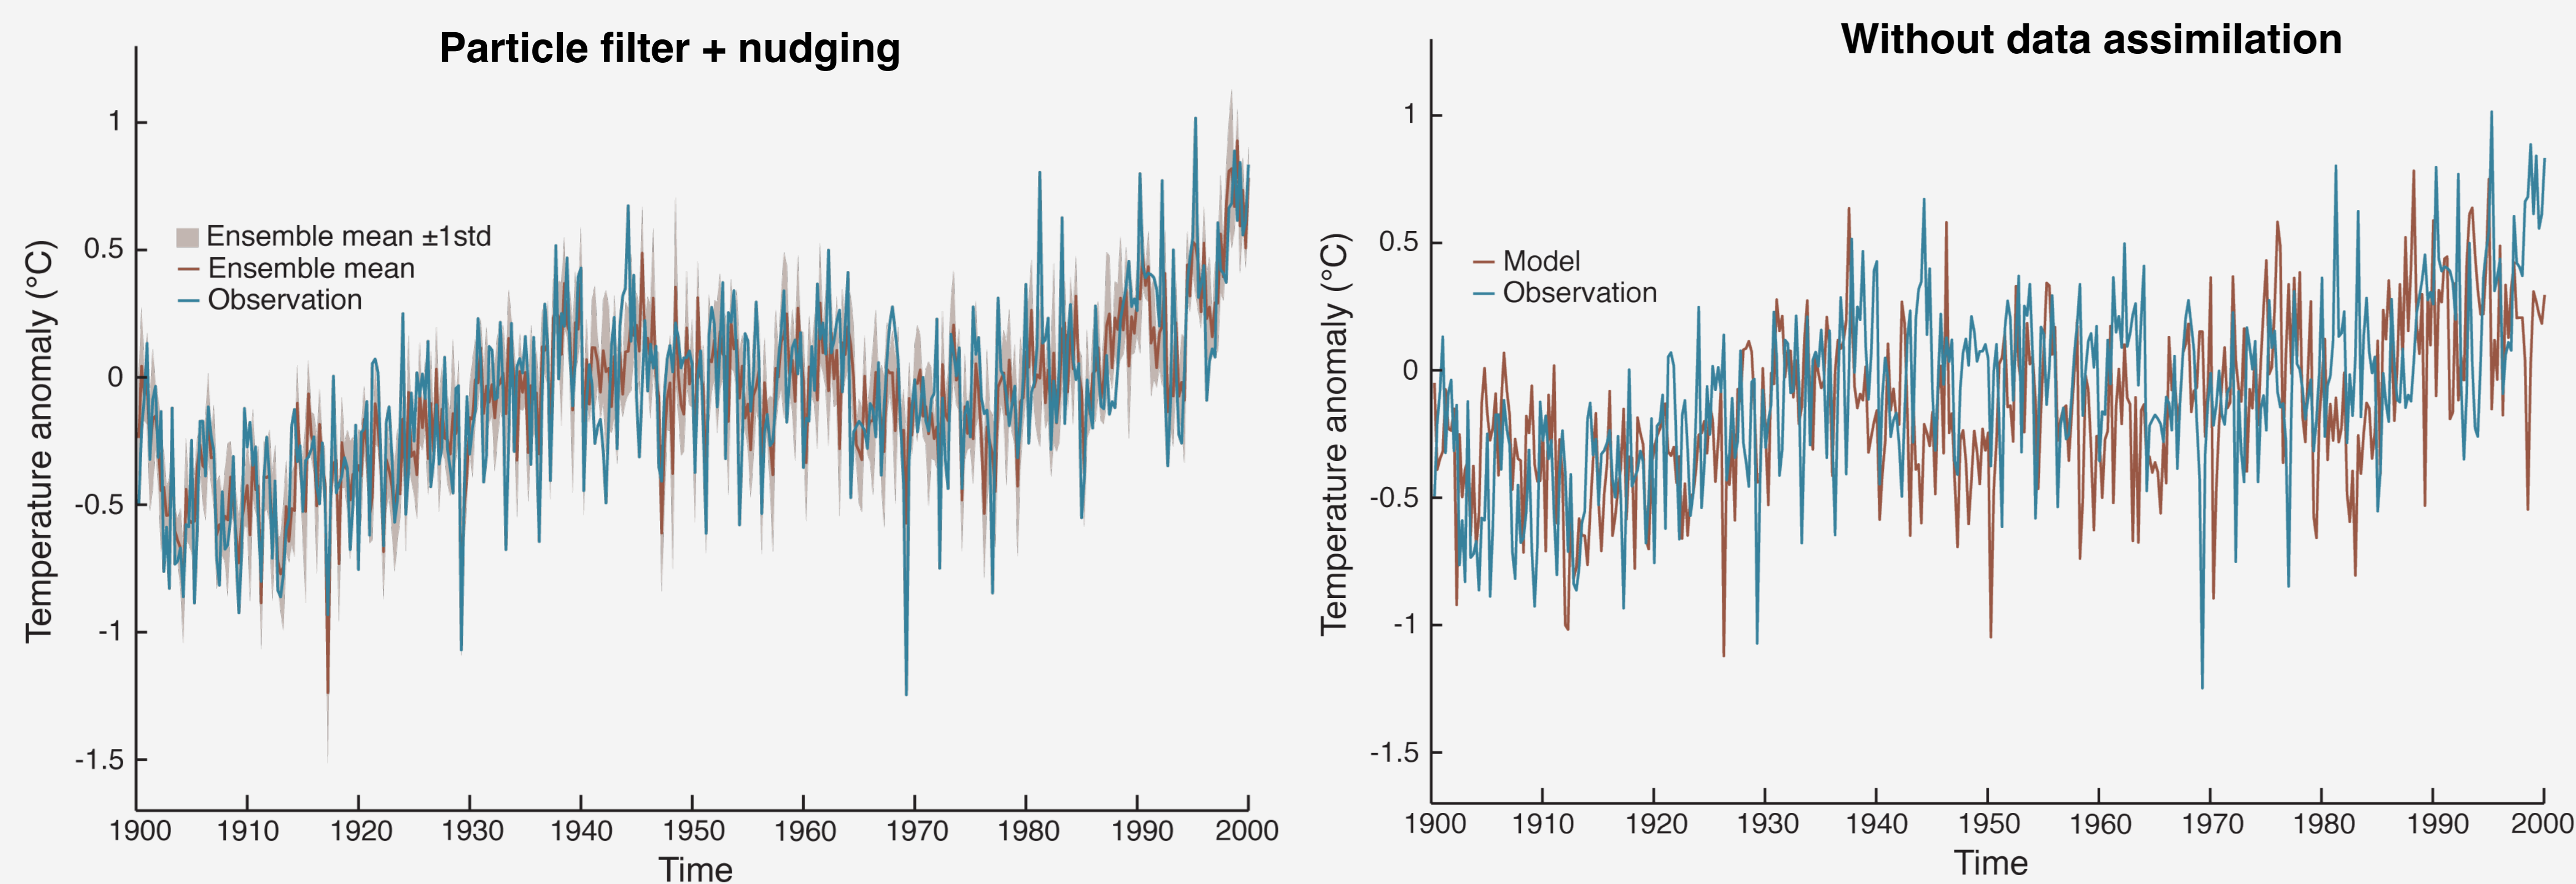 Particle filter + nudging
Temperature anomaly (°C)
1
0.5
0
-0.5
-1
-1.5
Ensemble mean ±1std
Ensemble mean
Observation
1900 1910 1920 1930 1940 1950 1960 1970 1980 1990 2000
Time
Without data assimilation
Temperature anomaly (°C)
1
0.5
0
-0.5
-1
-1.5
Model
Observation
1900 1910 1920 1930 1940 1950 1960 1970 1980 1990 2000
Time